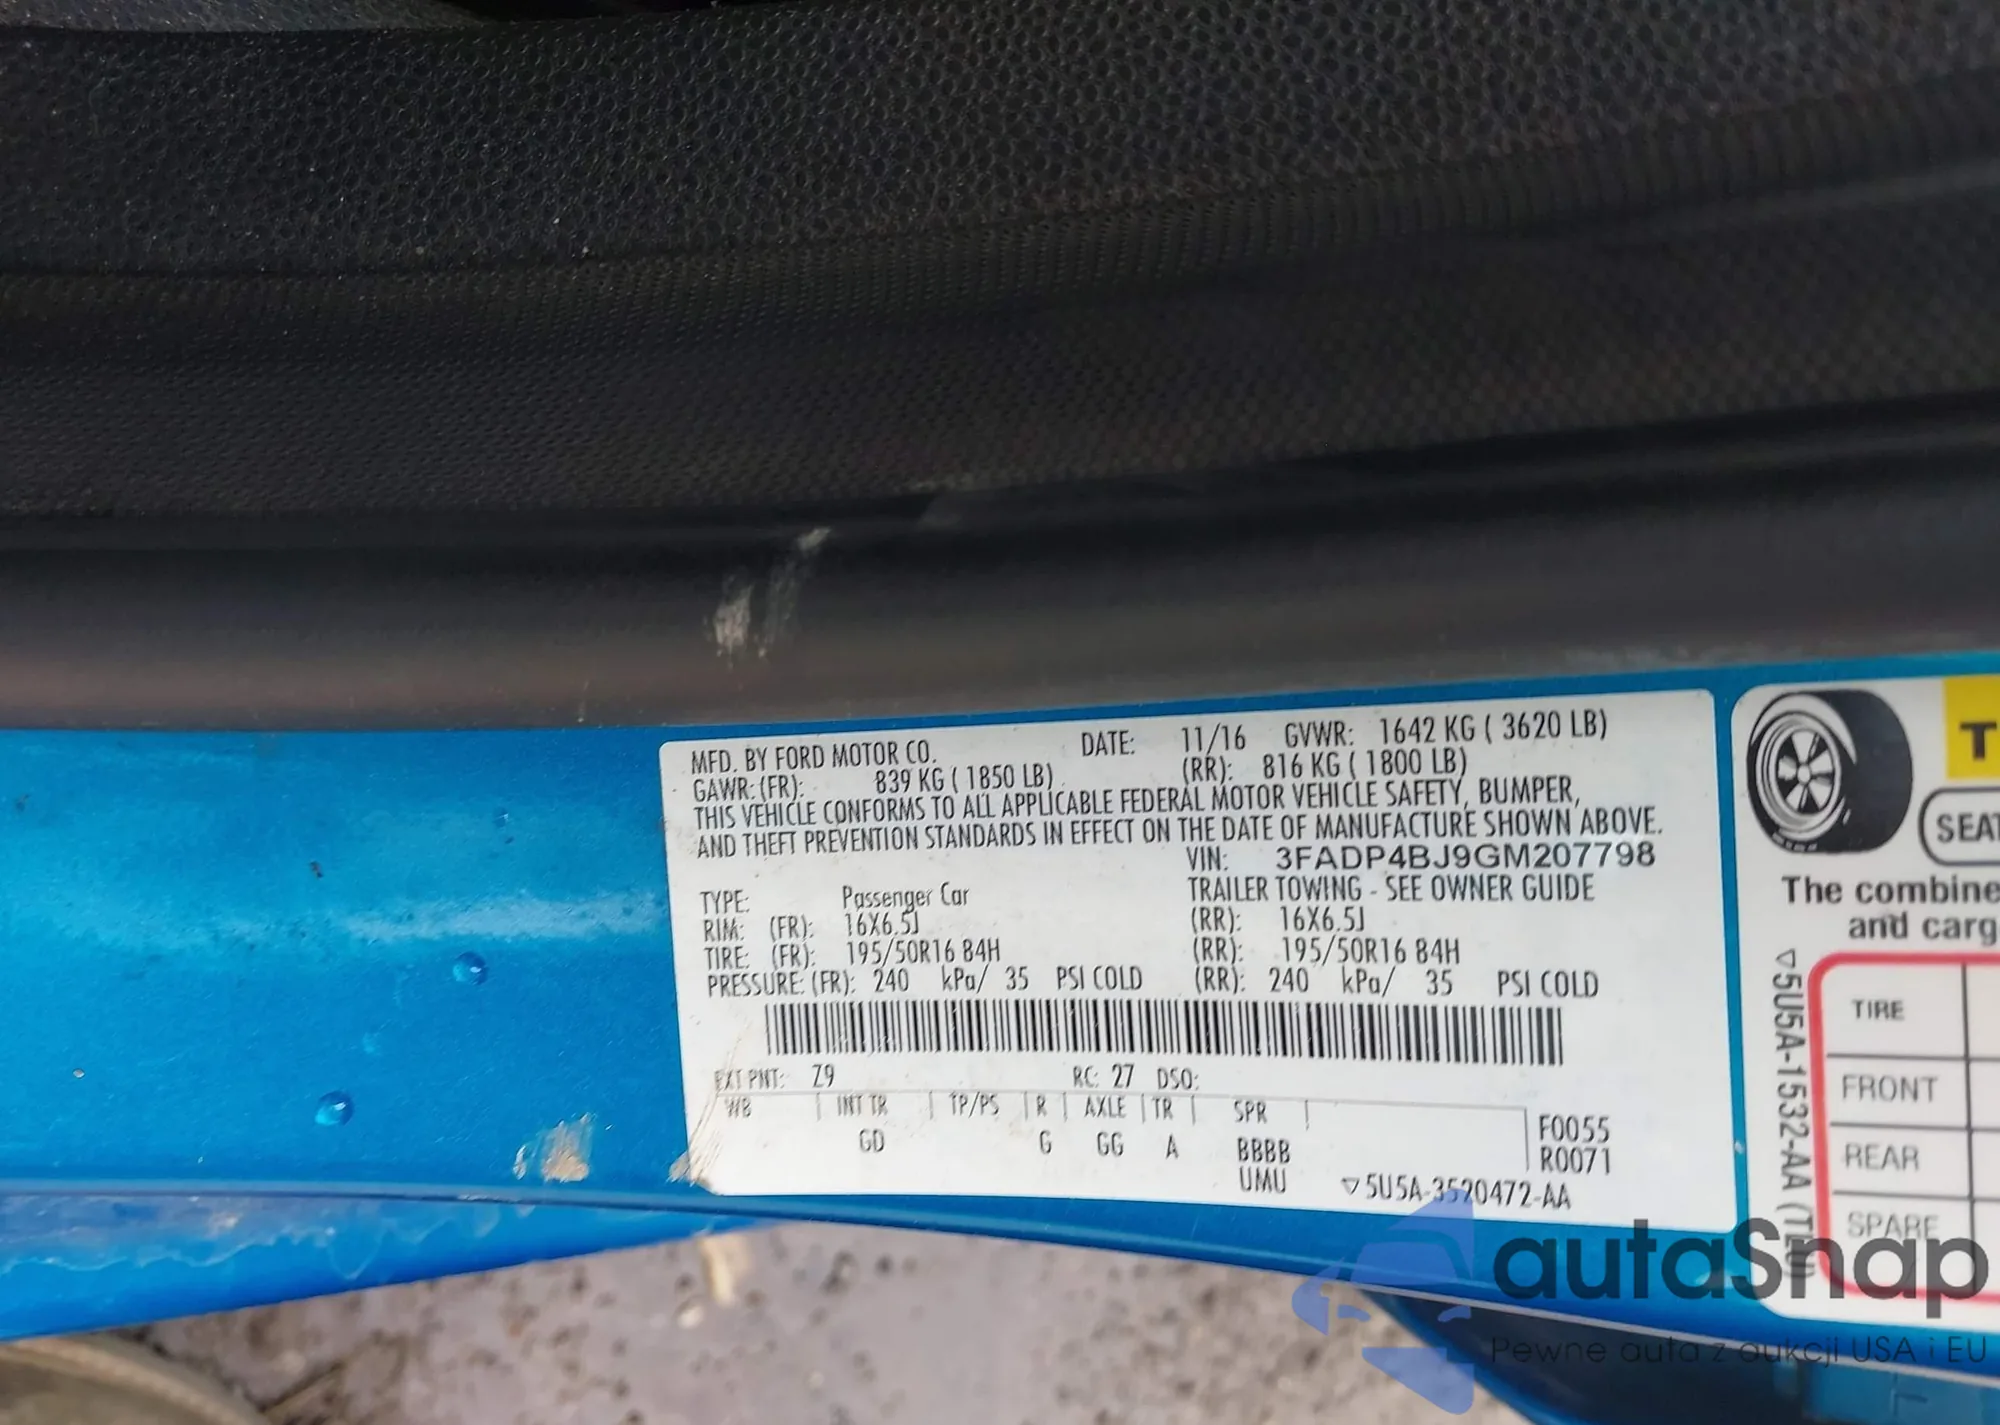 MFD. BY FORD MOTOR CO. DATE: 11/16 GVWR: 1642 KG ( 3620 LB)
GAWR: (FR): 839 KG ( 1850 LB) (RR): 816 KG ( 1800 LB)
THIS VEHICLE CONFORMS TO ALL APPLICABLE FEDERAL MOTOR VEHICLE SAFETY, BUMPER,
AND THEFT PREVENTION STANDARDS IN EFFECT ON THE DATE OF MANUFACTURE SHOWN ABOVE.
VIN: 3FADP4BJ9GM207798
TYPE: Passenger Car TRAILER TOWING - SEE OWNER GUIDE
RIM: (FR): 16X6.5J (RR): 16X6.5J
TIRE: (FR): 195/50R16 84H (RR): 195/50R16 84H
PRESSURE: (FR): 240 kPa/ 35 PSI COLD (RR): 240 kPa/ 35 PSI COLD
EXT PNT: Z9 RC: 27 DSO:
WB | INT TR | TP/PS | R | AXLE | TR | SPR |
GD G GG A BBBB
UMU
F0055
R0071
▽5U5A-3520472-AA
T
SEAT
The combine
and carg
▽5U5A-1532-AA
TIRE
FRONT
REAR
SPARE
autaSnap
Pewne auta z aukcji USA i EU